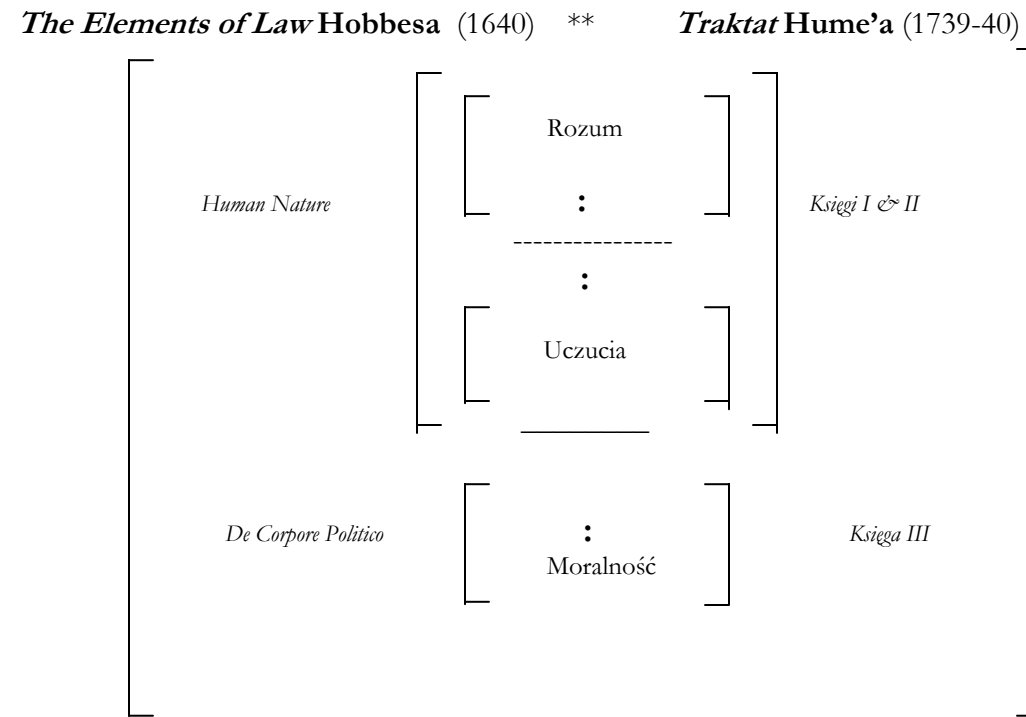 The Elements of Law Hobbesa (1640) ** Traktat Hume’a (1739-40)
Rozum
Human Nature : Księgi I & II
-----------------
:
Uczucia
__________
De Corpore Politico : Księga III
Moralność